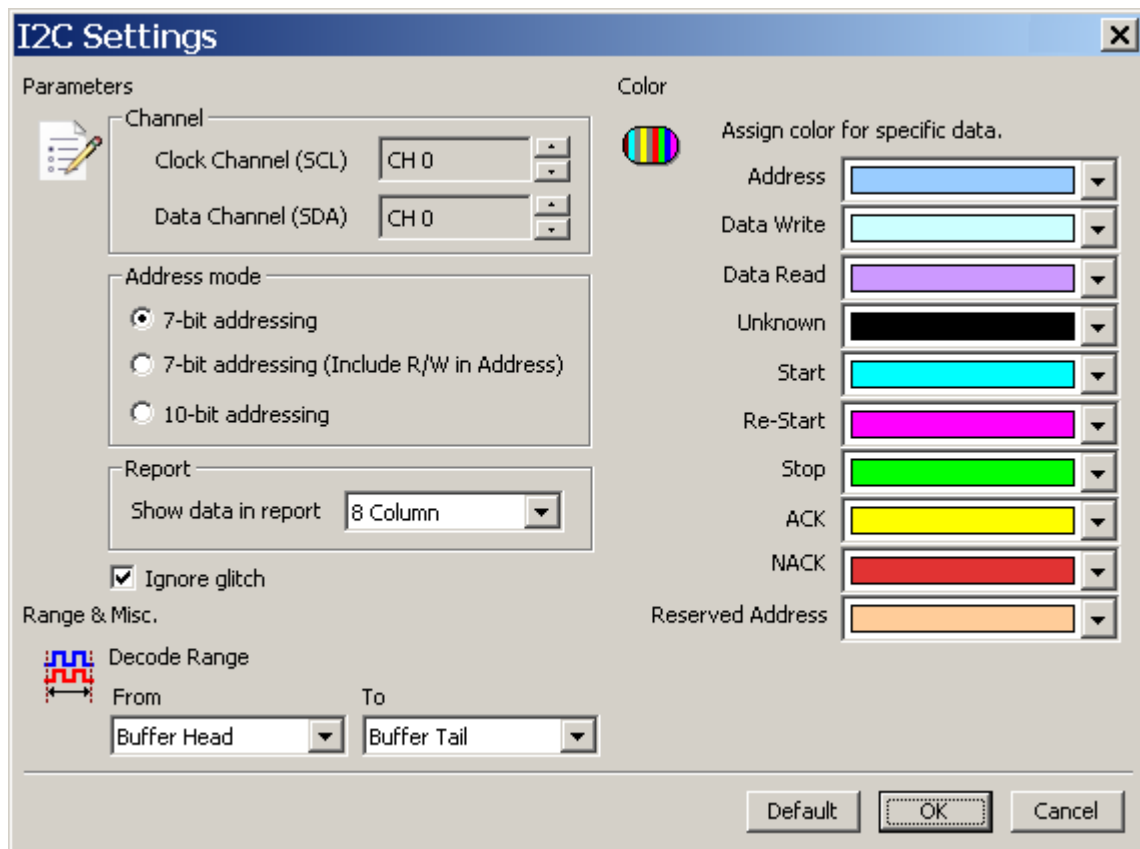 I2C Settings
Parameters
Channel
Clock Channel (SCL) CH 0
Data Channel (SDA) CH 0
Address mode
7-bit addressing
7-bit addressing (Include R/W in Address)
10-bit addressing
Report
Show data in report 8 Column
Ignore glitch
Range & Misc.
Decode Range
From To
Buffer Head Buffer Tail
Color
Assign color for specific data.
Address
Data Write
Data Read
Unknown
Start
Re-Start
Stop
ACK
NACK
Reserved Address
Default OK Cancel